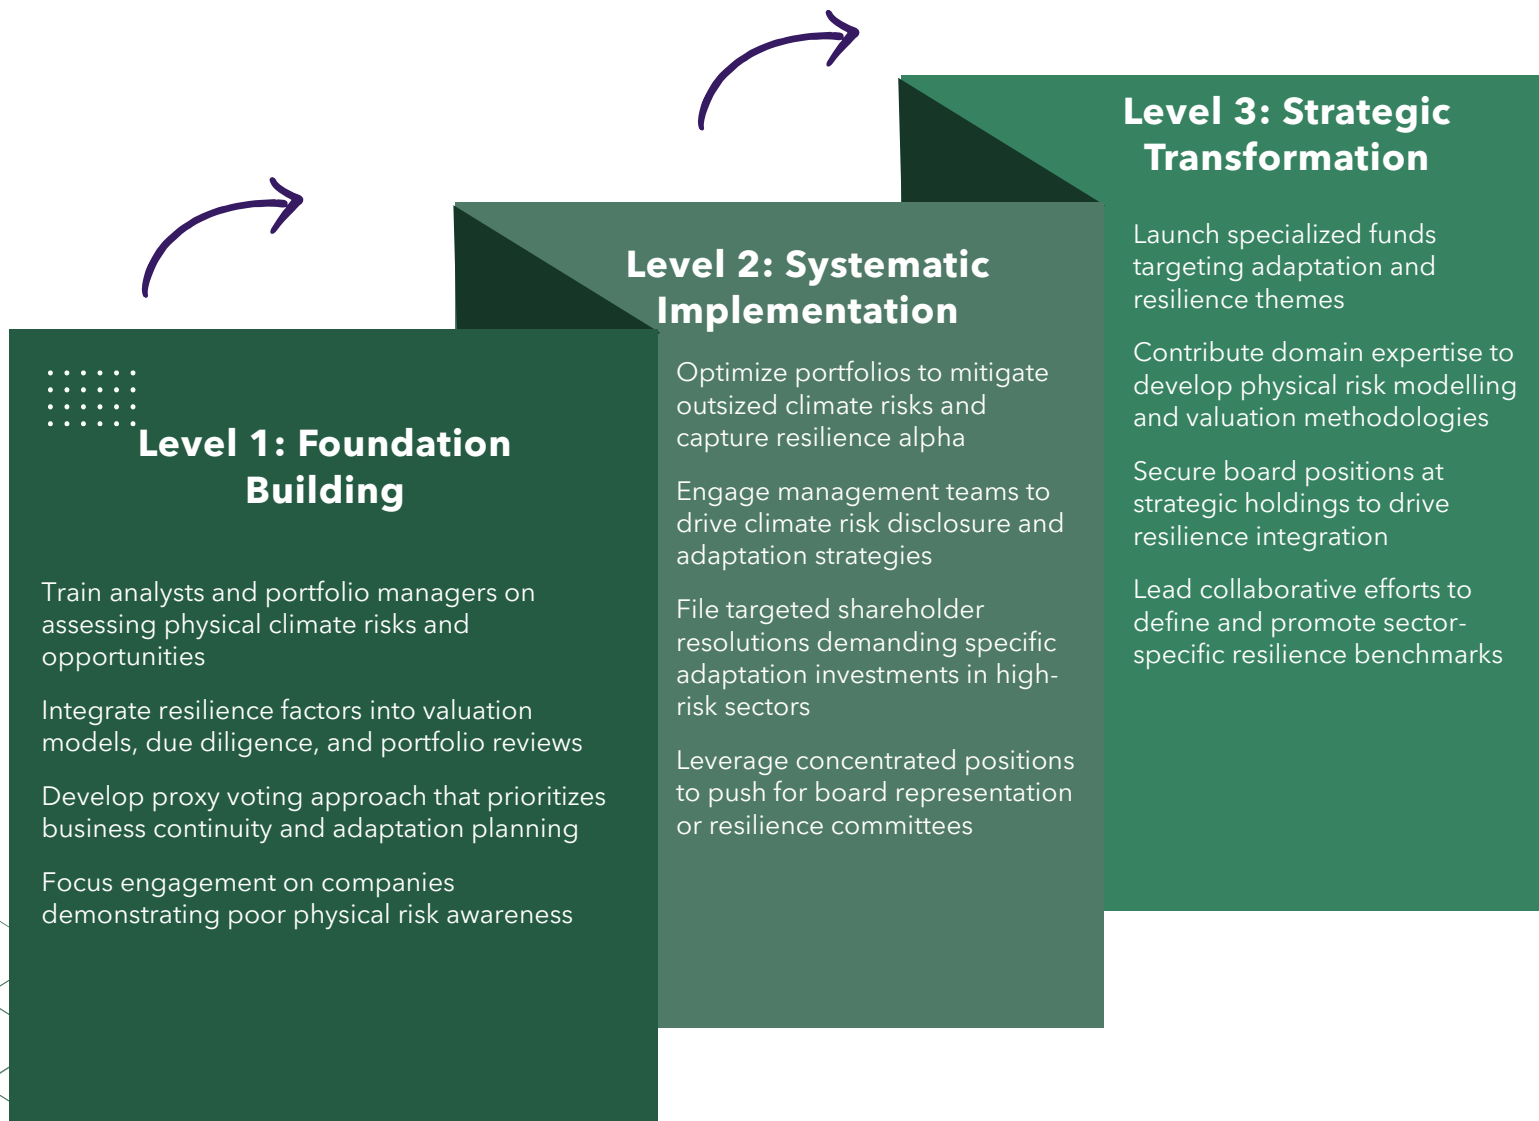 Level 1: Foundation
Building
Train analysts and portfolio managers on
assessing physical climate risks and
opportunities
Integrate resilience factors into valuation
models, due diligence, and portfolio reviews
Develop proxy voting approach that prioritizes
business continuity and adaptation planning
Focus engagement on companies
demonstrating poor physical risk awareness
Level 2: Systematic
Implementation
Optimize portfolios to mitigate
outsized climate risks and
capture resilience alpha
Engage management teams to
drive climate risk disclosure and
adaptation strategies
File targeted shareholder
resolutions demanding specific
adaptation investments in high-
risk sectors
Leverage concentrated positions
to push for board representation
or resilience committees
Level 3: Strategic
Transformation
Launch specialized funds
targeting adaptation and
resilience themes
Contribute domain expertise to
develop physical risk modelling
and valuation methodologies
Secure board positions at
strategic holdings to drive
resilience integration
Lead collaborative efforts to
define and promote sector-
specific resilience benchmarks